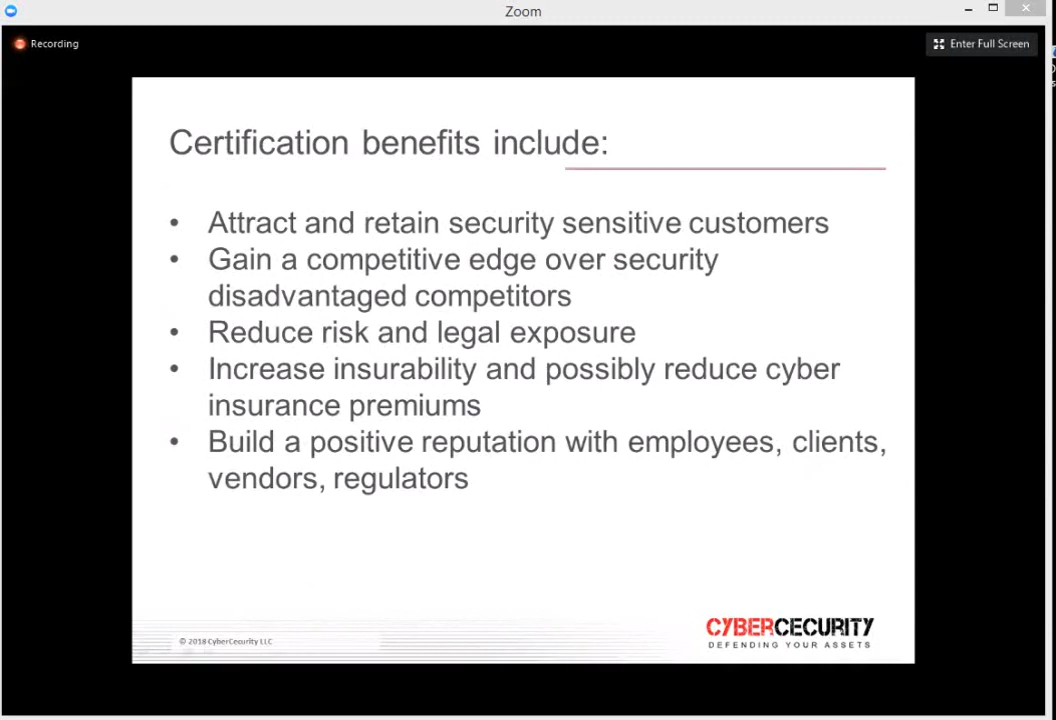 Zoom
Recording
Enter Full Screen
Certification benefits include:
• Attract and retain security sensitive customers
• Gain a competitive edge over security
disadvantaged competitors
• Reduce risk and legal exposure
• Increase insurability and possibly reduce cyber
insurance premiums
• Build a positive reputation with employees, clients,
vendors, regulators
© 2018 CyberCecurity LLC
CYBERCECURITY
DEFENDING YOUR ASSETS